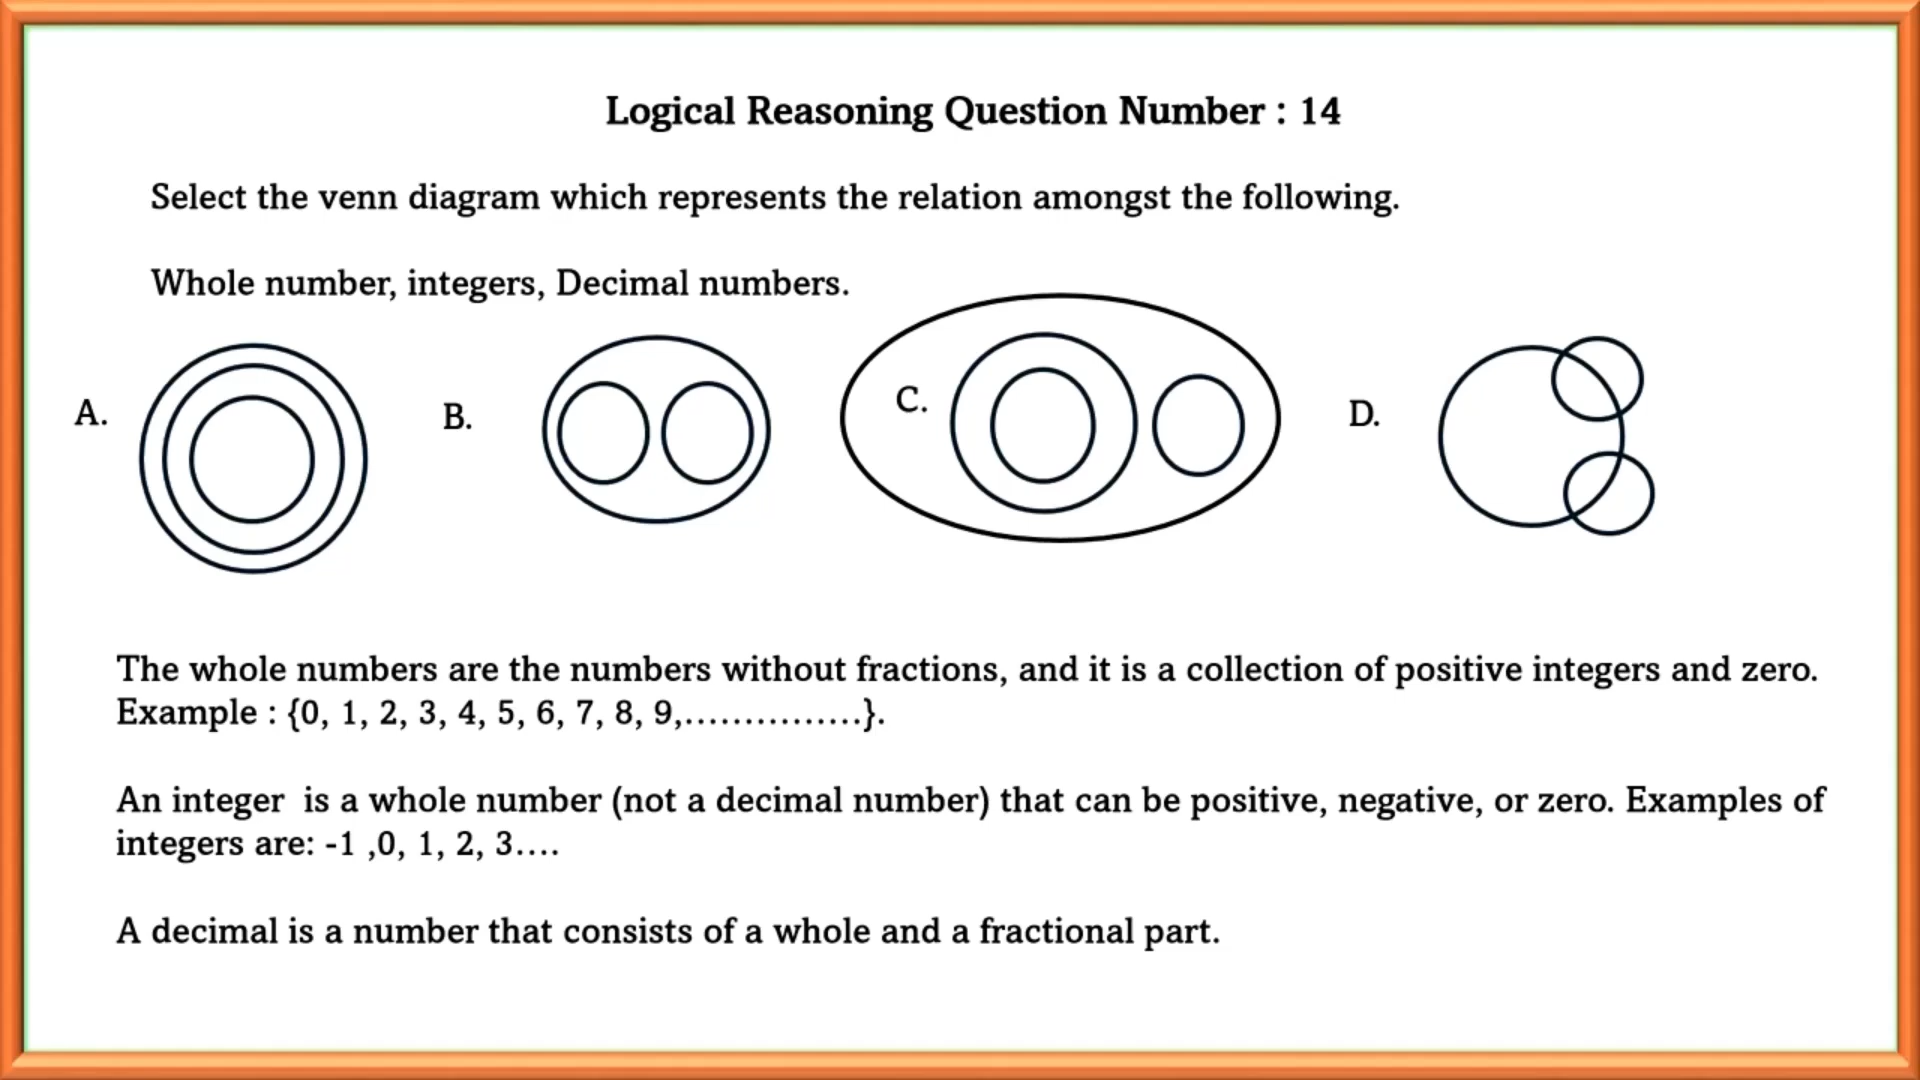 Logical Reasoning Question Number : 14
Select the venn diagram which represents the relation amongst the following.
Whole number, integers, Decimal numbers.
A.
B.
C.
D.
The whole numbers are the numbers without fractions, and it is a collection of positive integers and zero.
Example : {0, 1, 2, 3, 4, 5, 6, 7, 8, 9,...............}.
An integer  is a whole number (not a decimal number) that can be positive, negative, or zero. Examples of
integers are: -1 ,0, 1, 2, 3....
A decimal is a number that consists of a whole and a fractional part.